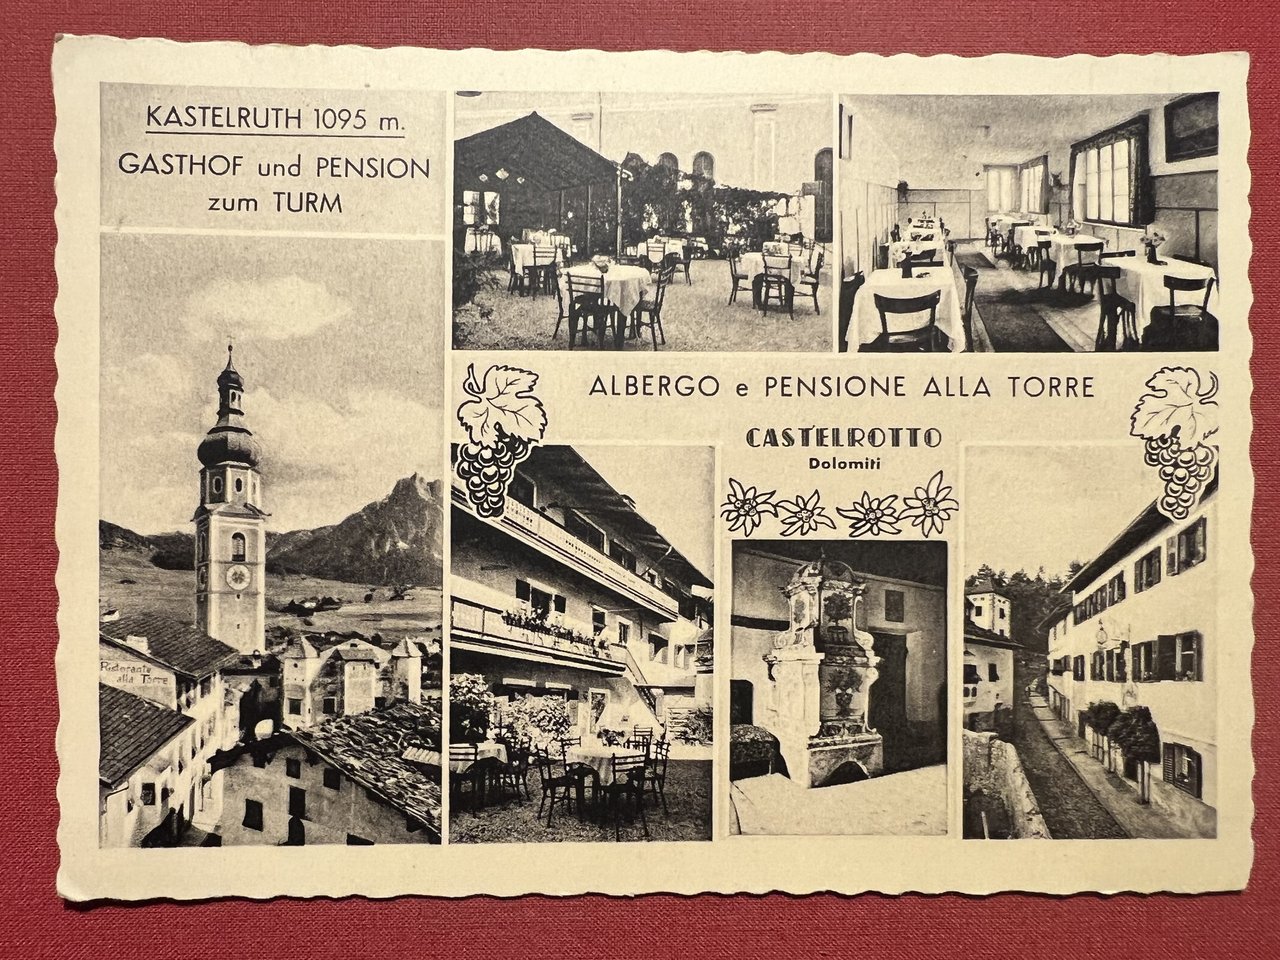 KASTELRUTH 1095 m.
GASTHOF und PENSION
zum TURM
ALBERGO e PENSIONE ALLA TORRE
CASTELROTTO
Dolomiti
Ristorante
alla Torre